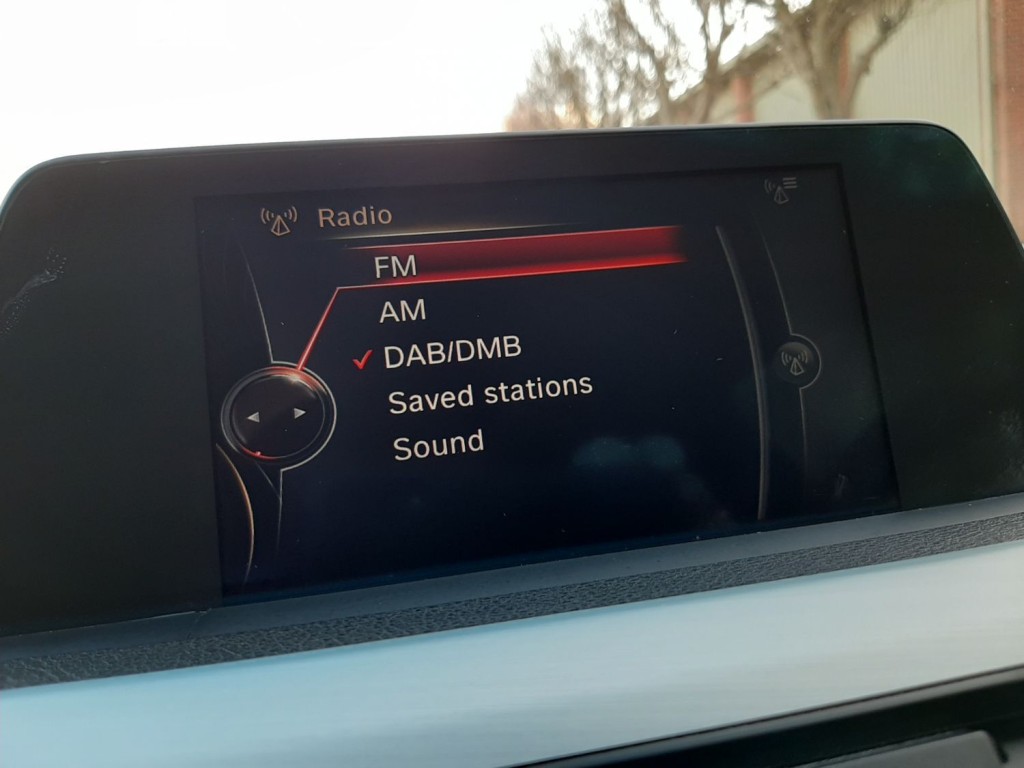 Radio
FM
AM
DAB/DMB
Saved stations
Sound